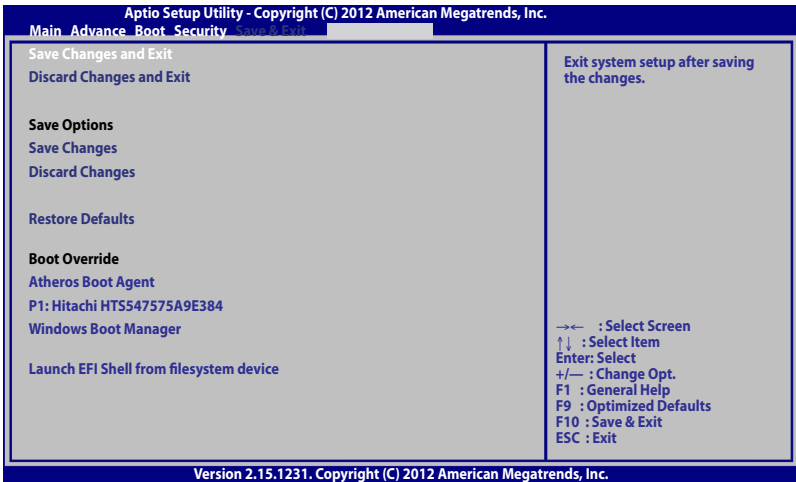 Aptio Setup Utility - Copyright (C) 2012 American Megatrends, Inc.
Main Advance Boot Security Save & Exit
Save Changes and Exit
Discard Changes and Exit
Save Options
Save Changes
Discard Changes
Restore Defaults
Boot Override
Atheros Boot Agent
P1: Hitachi HTS547575A9E384
Windows Boot Manager
Launch EFI Shell from filesystem device
Exit system setup after saving
the changes.
→← : Select Screen
↑↓ : Select Item
Enter: Select
+/— : Change Opt.
F1 : General Help
F9 : Optimized Defaults
F10 : Save & Exit
ESC : Exit
Version 2.15.1231. Copyright (C) 2012 American Megatrends, Inc.